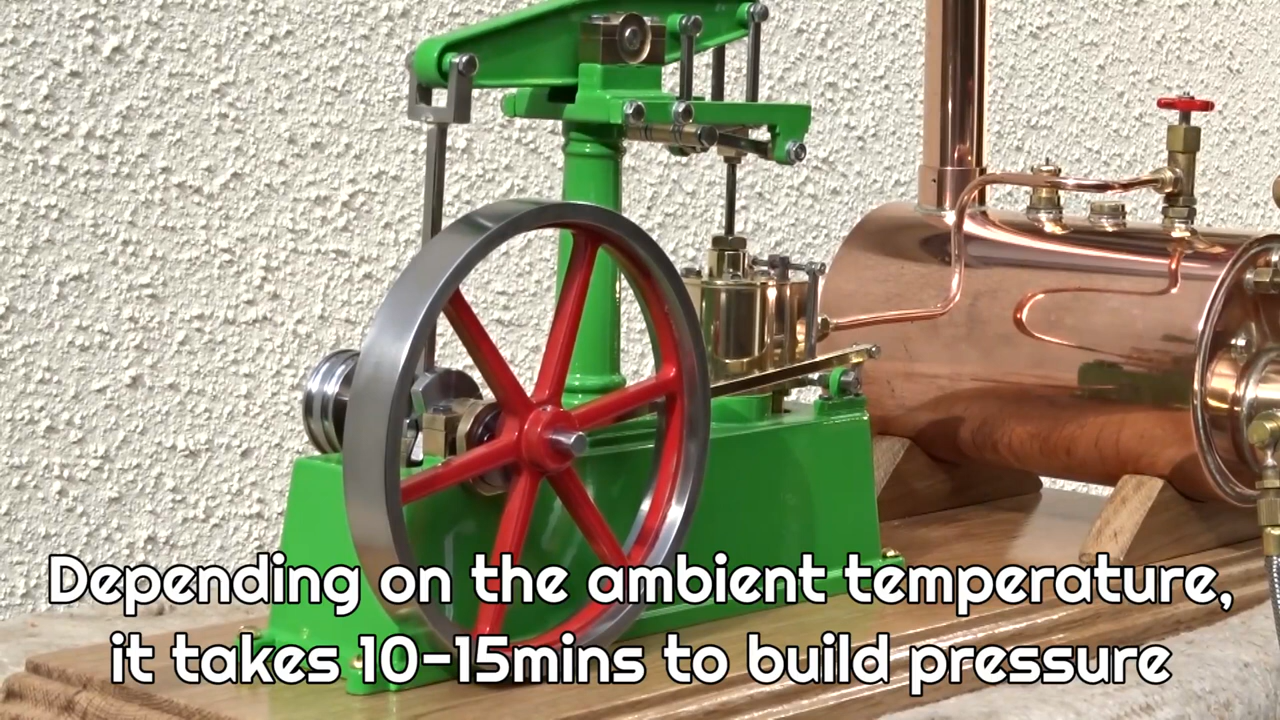 Depending on the ambient temperature,
it takes 10-15mins to build pressure